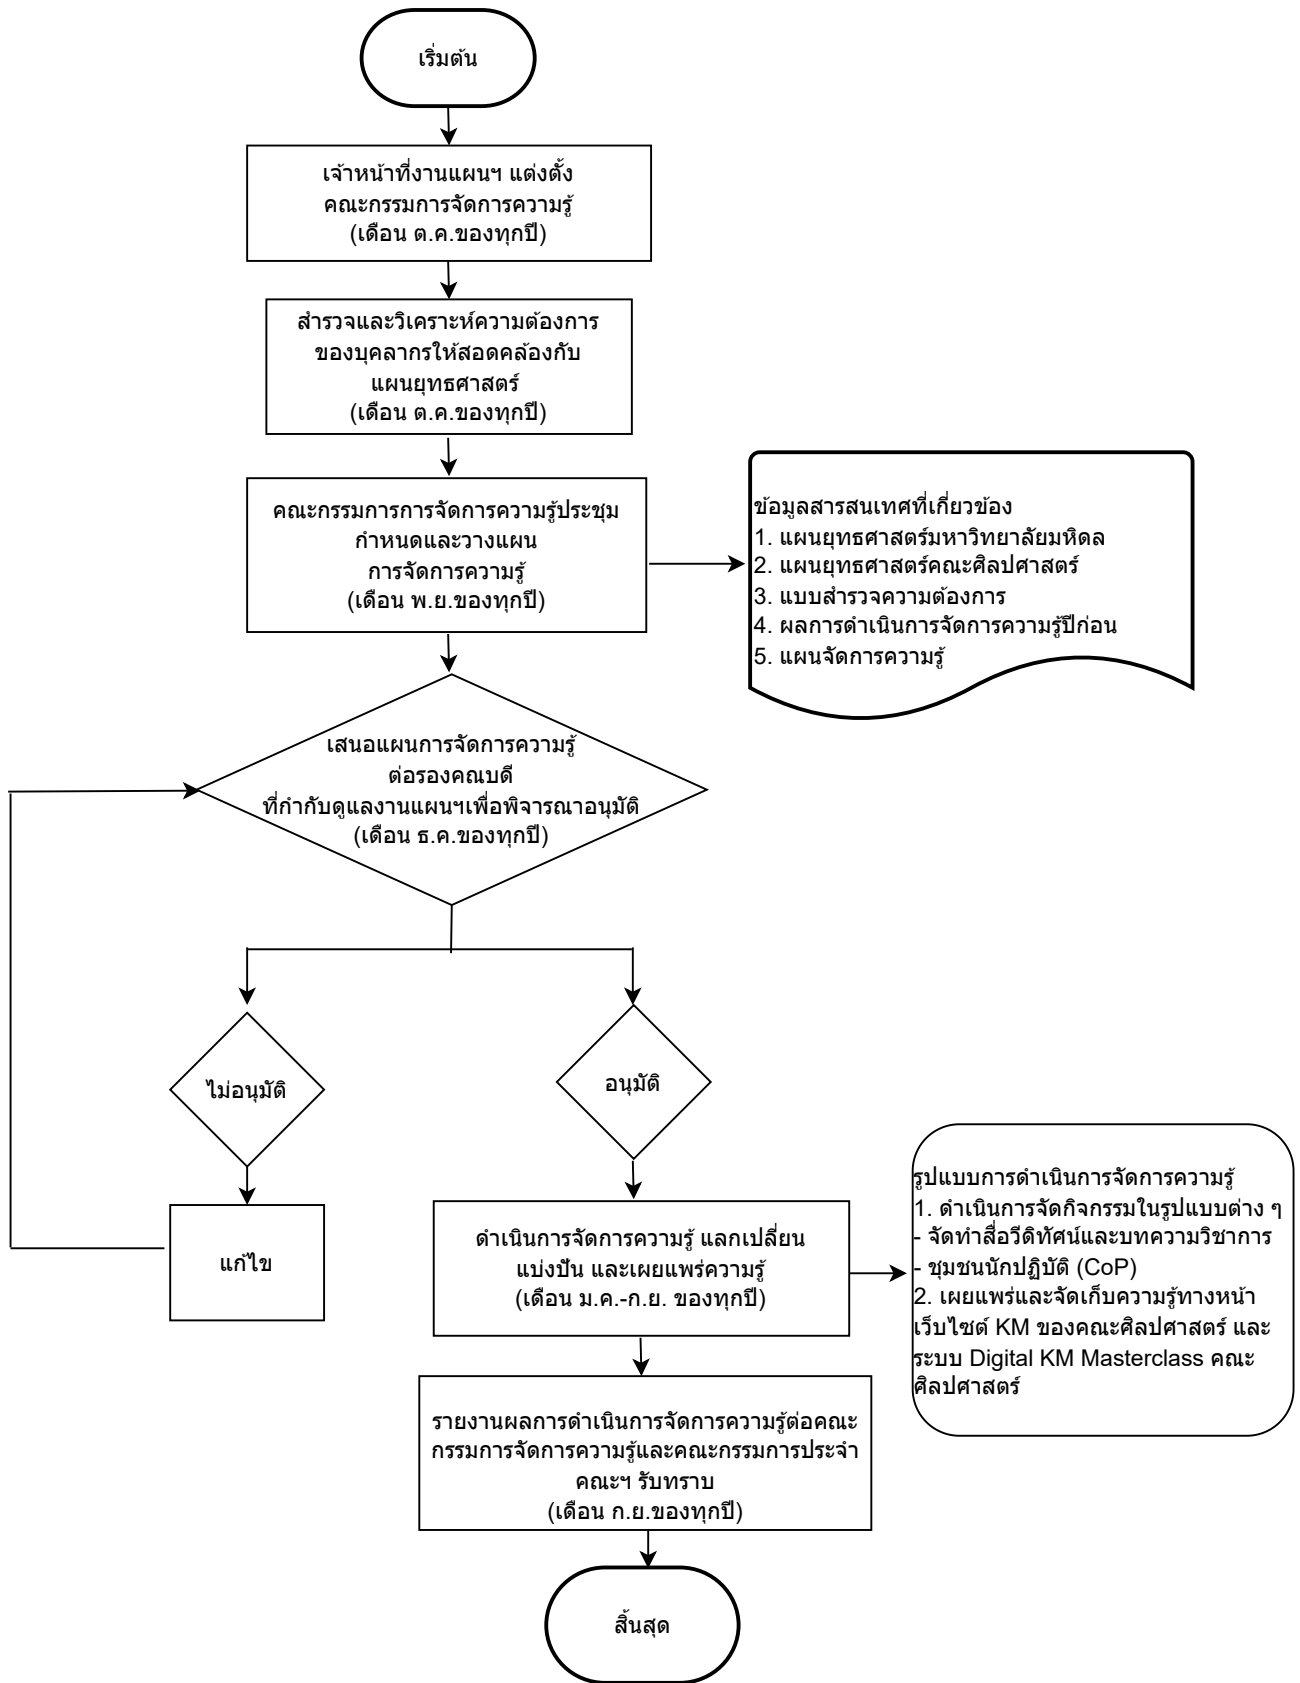 เริ่มต้น
เจ้าหน้าที่งานแผนฯ แต่งตั้ง
คณะกรรมการจัดการความรู้
(เดือน ต.ค.ของทุกปี)
สำรวจและวิเคราะห์ความต้องการ
ของบุคลากรให้สอดคล้องกับ
แผนยุทธศาสตร์
(เดือน ต.ค.ของทุกปี)
คณะกรรมการการจัดการความรู้ประชุม
กำหนดและวางแผน
การจัดการความรู้
(เดือน พ.ย.ของทุกปี)
ข้อมูลสารสนเทศที่เกี่ยวข้อง
1. แผนยุทธศาสตร์มหาวิทยาลัยมหิดล
2. แผนยุทธศาสตร์คณะศิลปศาสตร์
3. แบบสำรวจความต้องการ
4. ผลการดำเนินการจัดการความรู้ปีก่อน
5. แผนจัดการความรู้
เสนอแผนการจัดการความรู้
ต่อรองคณบดี
ที่กำกับดูแลงานแผนฯเพื่อพิจารณาอนุมัติ
(เดือน ธ.ค.ของทุกปี)
ไม่อนุมัติ
อนุมัติ
แก้ไข
ดำเนินการจัดการความรู้ แลกเปลี่ยน
แบ่งปัน และเผยแพร่ความรู้
(เดือน ม.ค.-ก.ย. ของทุกปี)
รูปแบบการดำเนินการจัดการความรู้
1. ดำเนินการจัดกิจกรรมในรูปแบบต่าง ๆ
- จัดทำสื่อวีดิทัศน์และบทความวิชาการ
- ชุมชนนักปฏิบัติ (CoP)
2. เผยแพร่และจัดเก็บความรู้ทางหน้า
เว็บไซต์ KM ของคณะศิลปศาสตร์ และ
ระบบ Digital KM Masterclass คณะ
ศิลปศาสตร์
รายงานผลการดำเนินการจัดการความรู้ต่อคณะ
กรรมการจัดการความรู้และคณะกรรมการประจำ
คณะฯ รับทราบ
(เดือน ก.ย.ของทุกปี)
สิ้นสุด